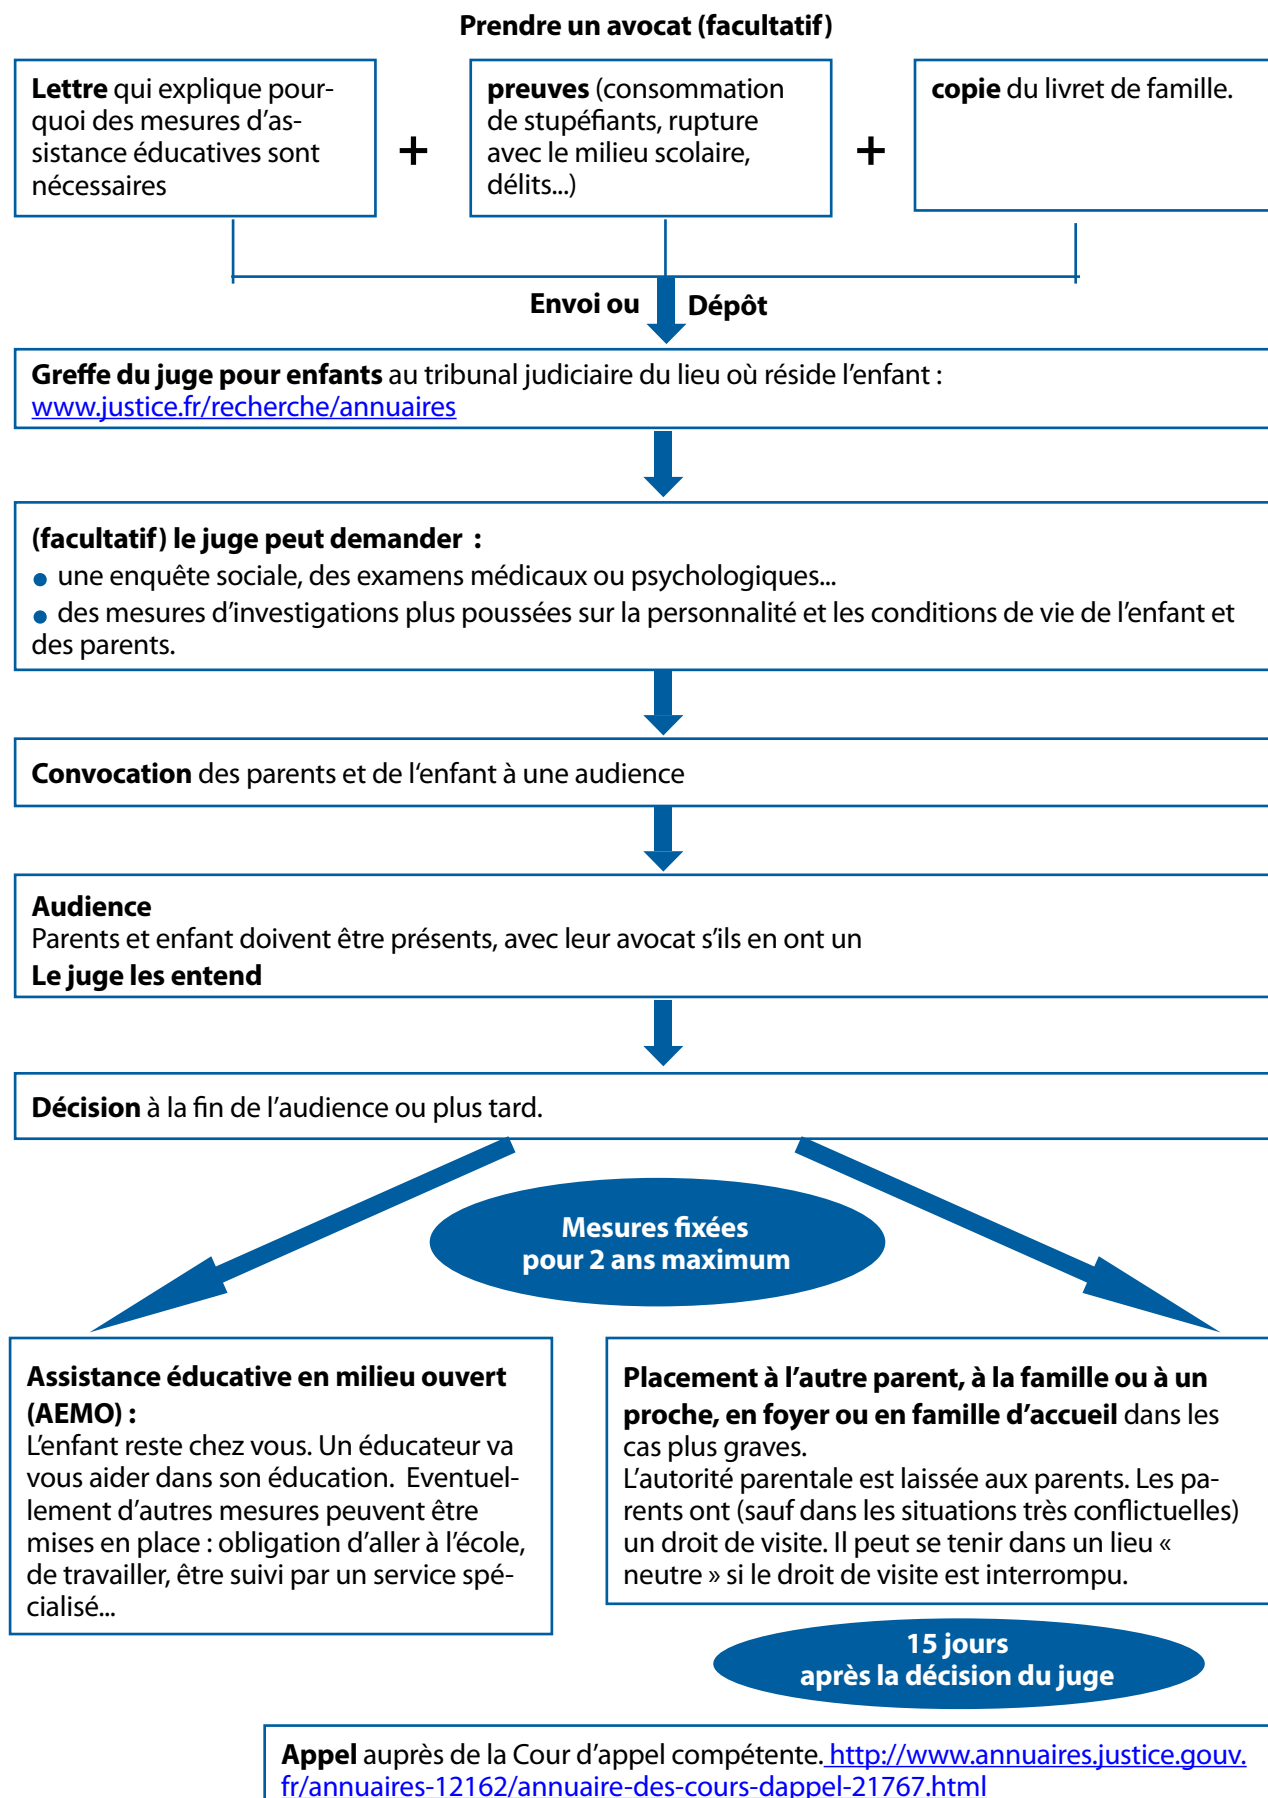 Prendre un avocat (facultatif)
Lettre qui explique pour-
quoi des mesures d’as-
sistance éducatives sont
nécessaires
+
preuves (consommation
de stupéfiants, rupture
avec le milieu scolaire,
délits...)
+
copie du livret de famille.
Envoi ou Dépôt
Greffe du juge pour enfants au tribunal judiciaire du lieu où réside l’enfant :
www.justice.fr/recherche/annuaires
(facultatif) le juge peut demander :
• une enquête sociale, des examens médicaux ou psychologiques...
• des mesures d’investigations plus poussées sur la personnalité et les conditions de vie de l’enfant et
des parents.
Convocation des parents et de l‘enfant à une audience
Audience
Parents et enfant doivent être présents, avec leur avocat s’ils en ont un
Le juge les entend
Décision à la fin de l’audience ou plus tard.
Mesures fixées
pour 2 ans maximum
Assistance éducative en milieu ouvert
(AEMO) :
L’enfant reste chez vous. Un éducateur va
vous aider dans son éducation. Eventuel-
lement d’autres mesures peuvent être
mises en place : obligation d’aller à l’école,
de travailler, être suivi par un service spé-
cialisé...
Placement à l’autre parent, à la famille ou à un
proche, en foyer ou en famille d’accueil dans les
cas plus graves.
L’autorité parentale est laissée aux parents. Les pa-
rents ont (sauf dans les situations très conflictuelles)
un droit de visite. Il peut se tenir dans un lieu «
neutre » si le droit de visite est interrompu.
15 jours
après la décision du juge
Appel auprès de la Cour d’appel compétente. http://www.annuaires.justice.gouv.
fr/annuaires-12162/annuaire-des-cours-dappel-21767.html